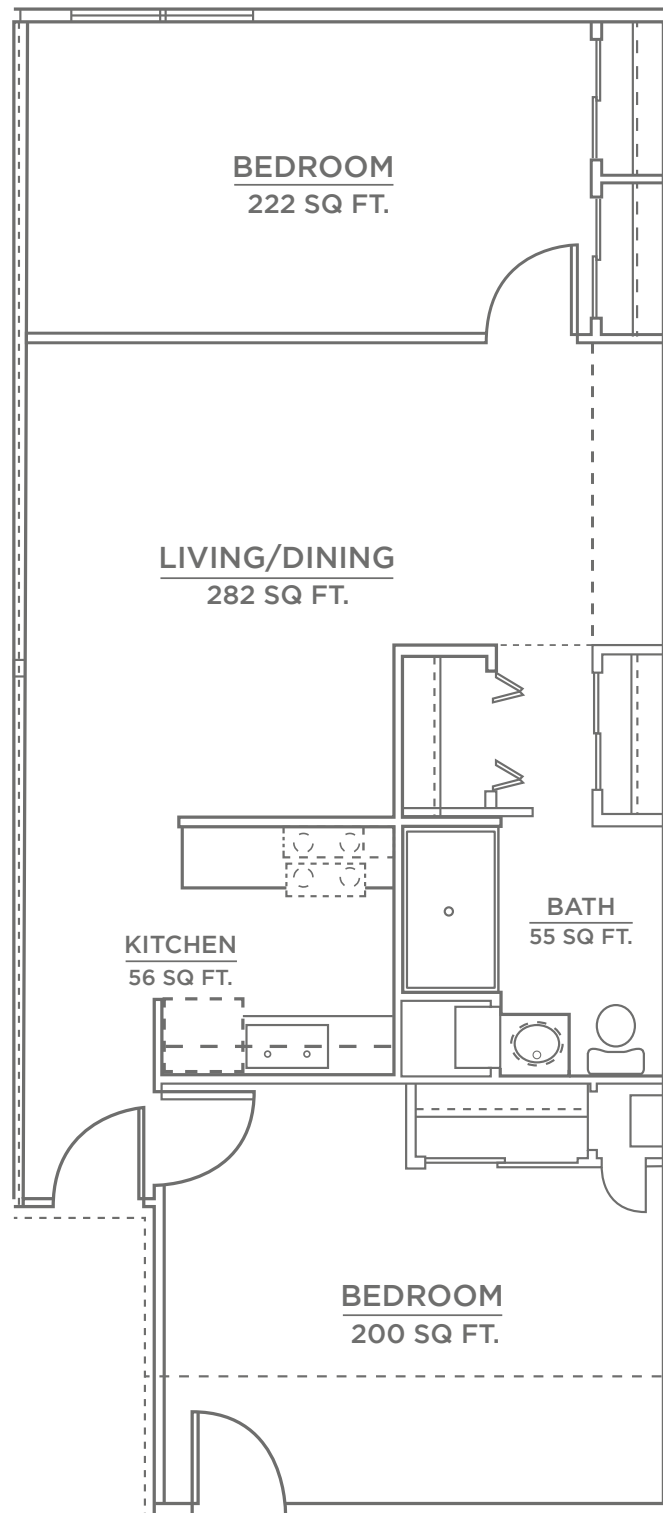 BEDROOM
222 SQ FT.
LIVING/DINING
282 SQ FT.
KITCHEN
56 SQ FT.
BATH
55 SQ FT.
BEDROOM
200 SQ FT.